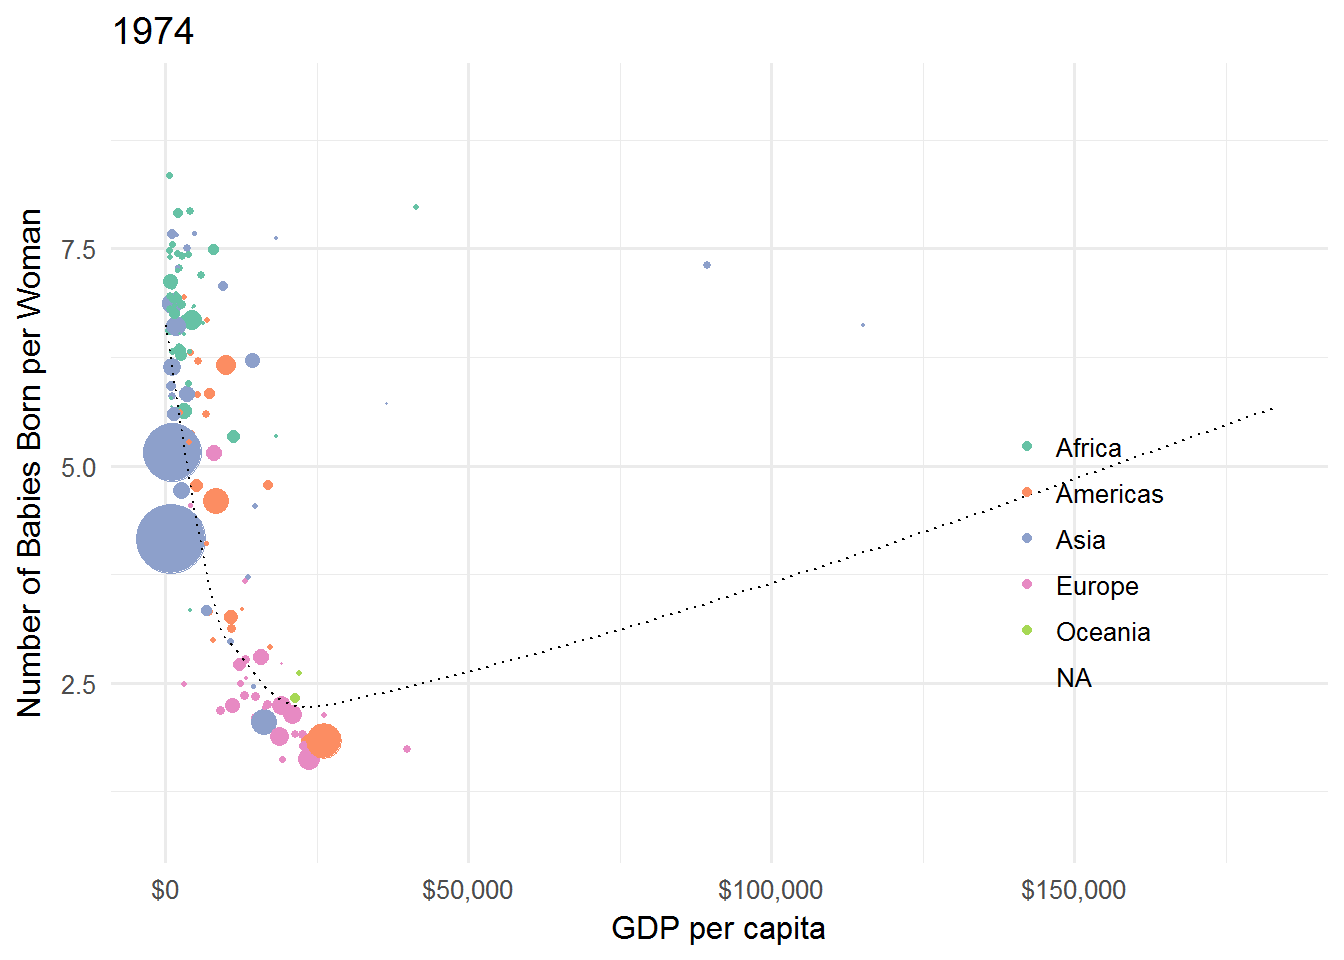 1974
Number of Babies Born per Woman
7.5
5.0
2.5
Africa
Americas
Asia
Europe
Oceania
NA
$0
$50,000
$100,000
$150,000
GDP per capita